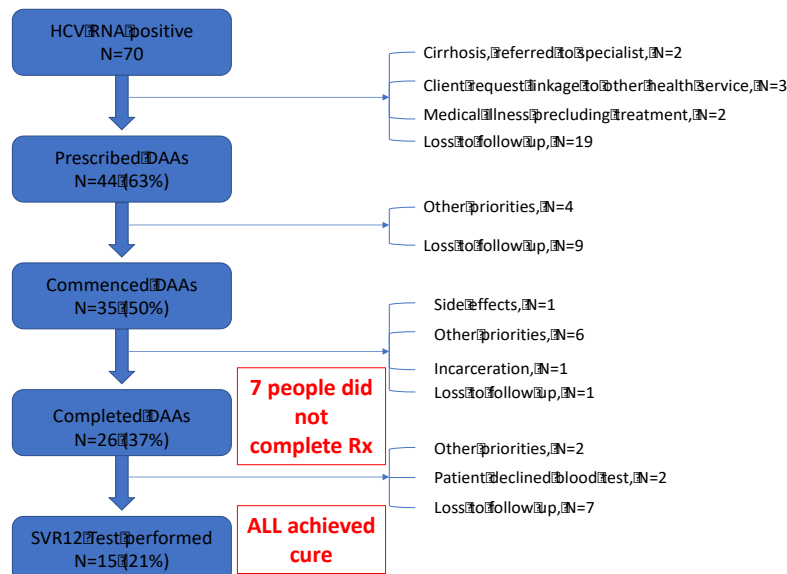 HCV RNA positive
N=70
Cirrhosis, referred to specialist, N=2
Client request linkage to other health service, N=3
Medical illness precluding treatment, N=2
Loss to follow up, N=19
Prescribed DAAs
N=44 (63%)
Other priorities, N=4
Loss to follow up, N=9
Commenced DAAs
N=35 (50%)
Side effects, N=1
Other priorities, N=6
Incarceration, N=1
Loss to follow up, N=1
7 people did
not
complete Rx
Completed DAAs
N=26 (37%)
Other priorities, N=2
Patient declined blood test, N=2
Loss to follow up, N=7
ALL achieved
cure
SVR12 Test performed
N=15 (21%)